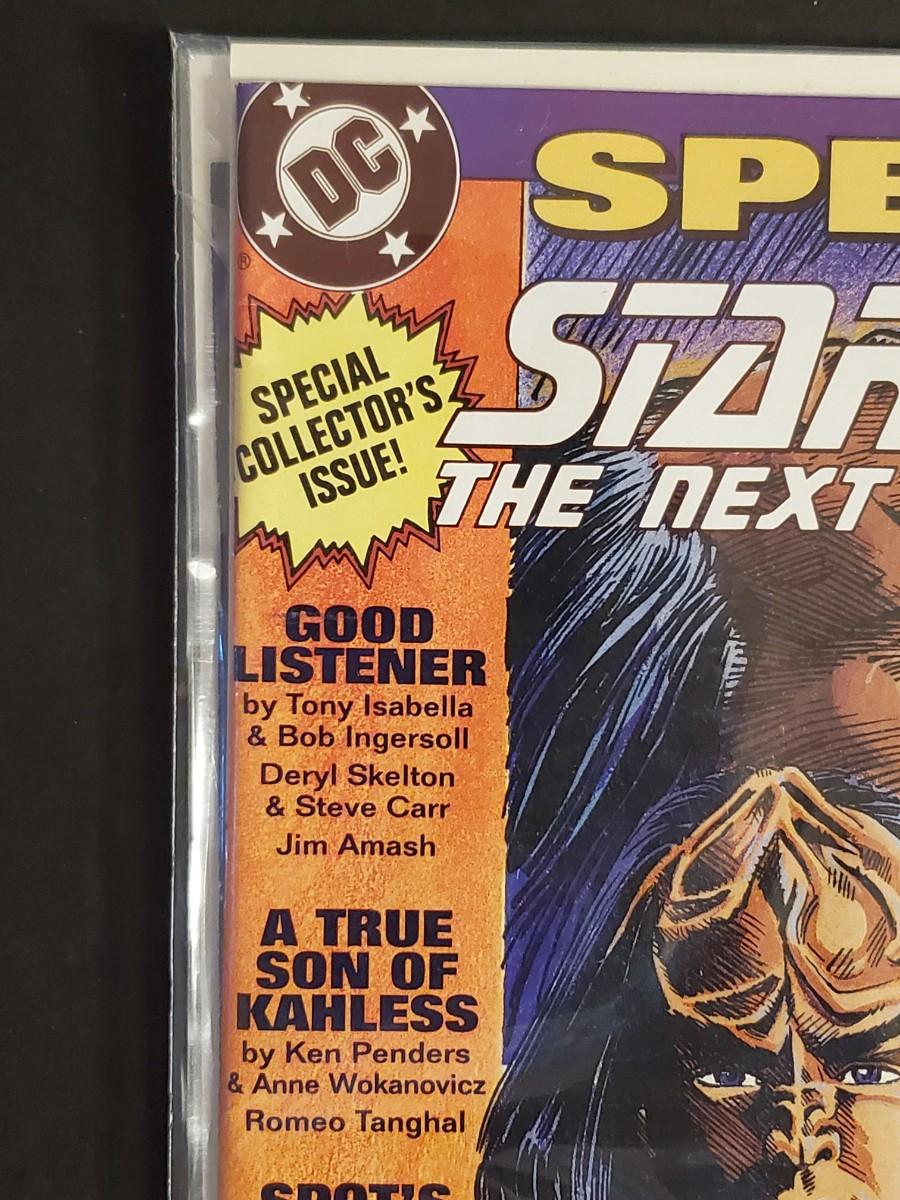 DC
®
SPE
SPECIAL
COLLECTOR'S
ISSUE!
STAR
THE NEXT
GOOD
LISTENER
by Tony Isabella
& Bob Ingersoll
Deryl Skelton
& Steve Carr
Jim Amash
A TRUE
SON OF
KAHLESS
by Ken Penders
& Anne Wokanovicz
Romeo Tanghal
SPOT'S